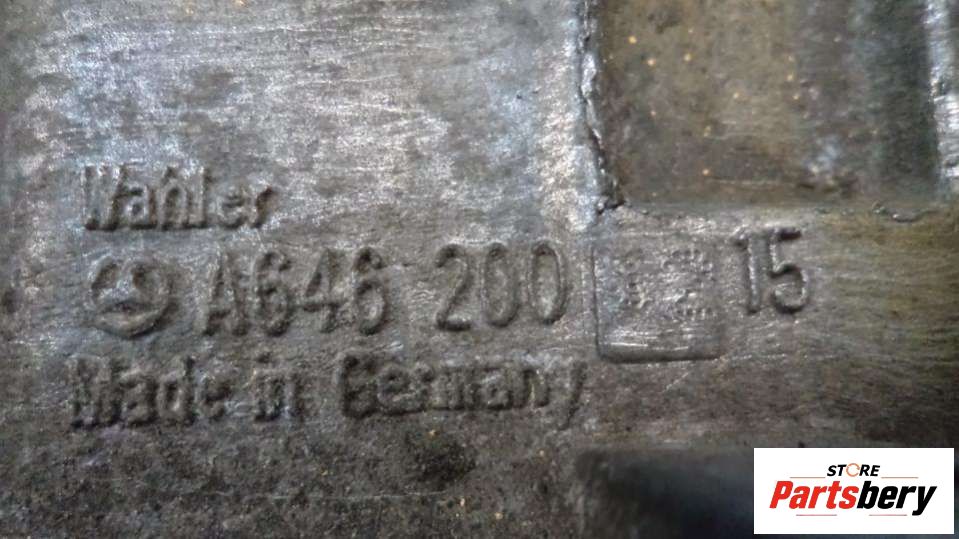 Wahler
A646 200 15
Made in Germany
STORE
Partsbery